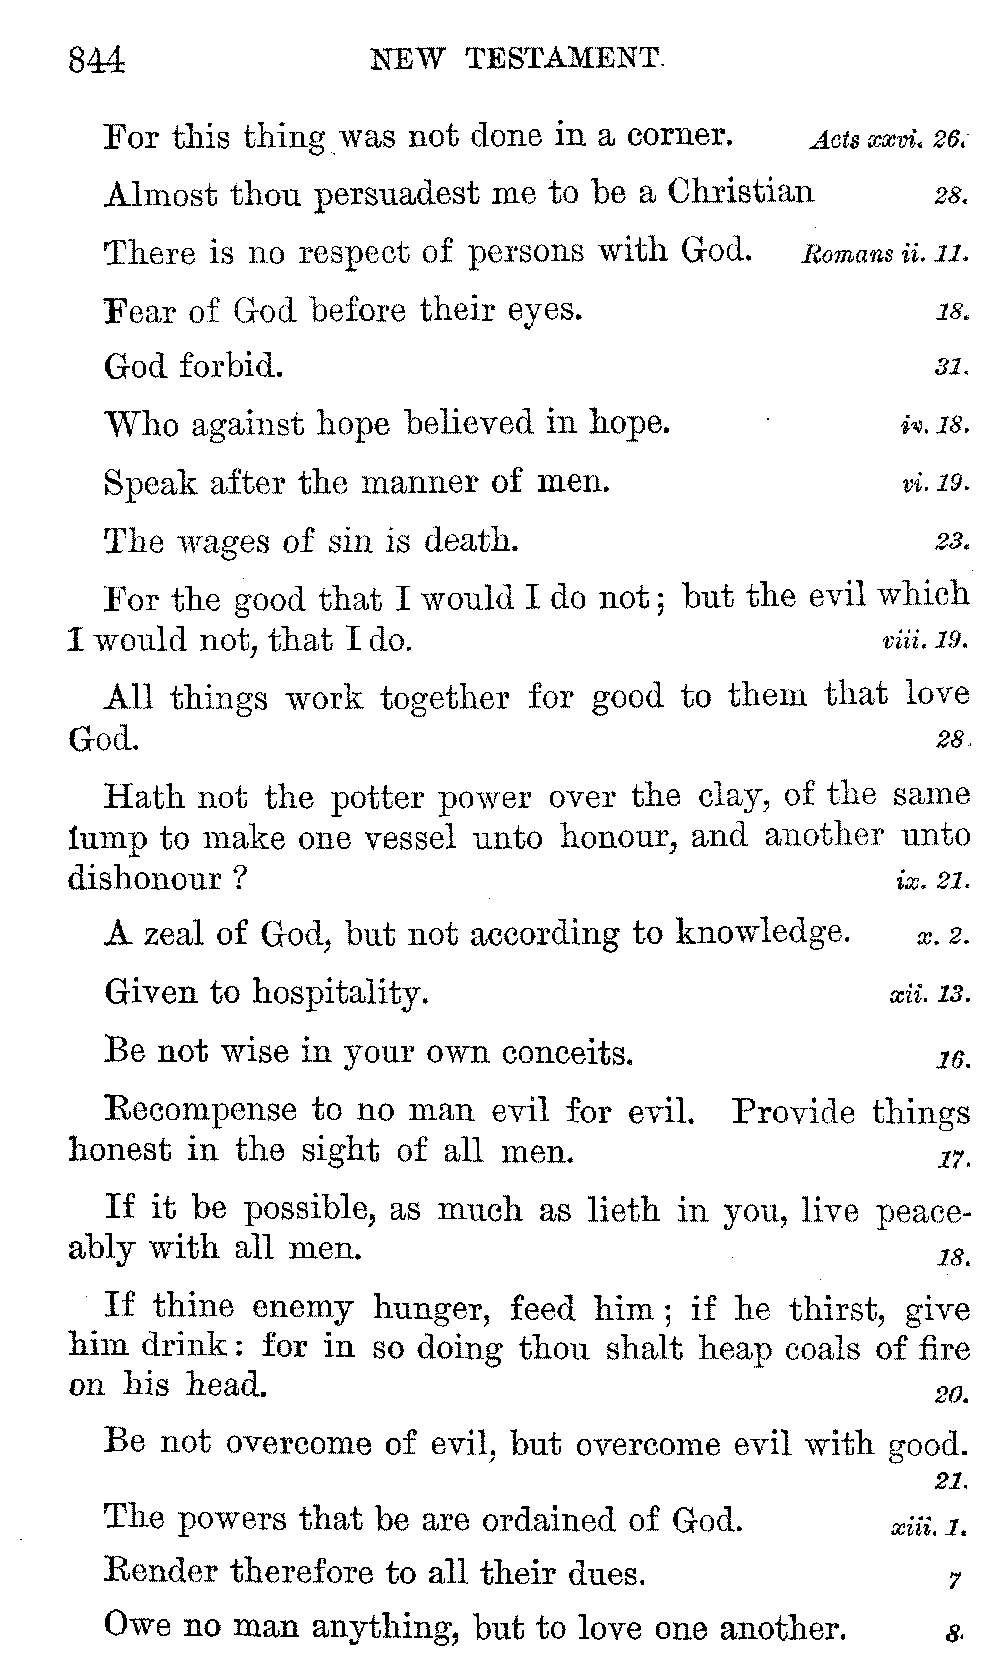 844 NEW TESTAMENT.
For this thing was not done in a corner. Acts xxvi. 26.
Almost thou persuadest me to be a Christian 28.
There is no respect of persons with God. Romans ii. 11.
Fear of God before their eyes. 18.
God forbid. 31.
Who against hope believed in hope. iv. 18.
Speak after the manner of men. vi. 19.
The wages of sin is death. 23.
For the good that I would I do not; but the evil which
I would not, that I do. viii. 19.
All things work together for good to them that love
God. 28.
Hath not the potter power over the clay, of the same
lump to make one vessel unto honour, and another unto
dishonour? ix. 21.
A zeal of God, but not according to knowledge. x. 2.
Given to hospitality. xii. 13.
Be not wise in your own conceits. 16.
Recompense to no man evil for evil. Provide things
honest in the sight of all men. 17.
If it be possible, as much as lieth in you, live peace-
ably with all men. 18.
If thine enemy hunger, feed him; if he thirst, give
him drink: for in so doing thou shalt heap coals of fire
on his head. 20.
Be not overcome of evil, but overcome evil with good.
21.
The powers that be are ordained of God. xiii. 1.
Render therefore to all their dues. 7
Owe no man anything, but to love one another. 8.